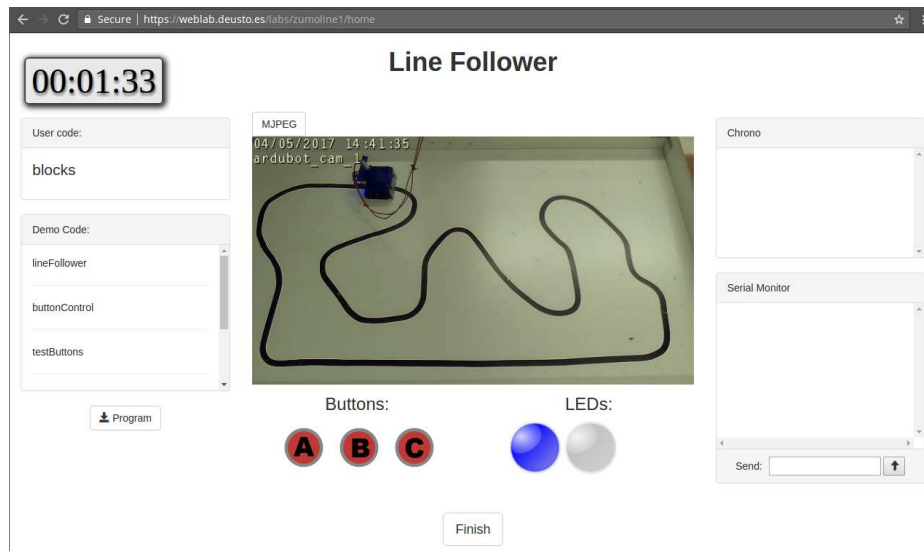 Secure | https://weblab.deusto.es/labs/zumoline1/home
Line Follower
00:01:33
User code:
blocks
Demo Code:
lineFollower
buttonControl
testButtons
Program
MJPEG
04/05/2017 14:41:35
ardubot_cam_1
Buttons:
A B C
LEDs:
Finish
Chrono
Serial Monitor
Send: